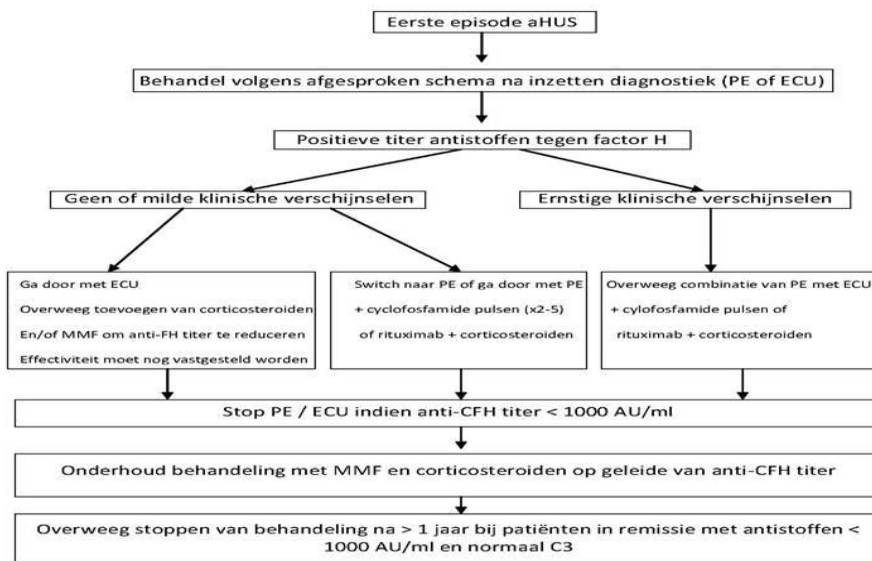 Eerste episode aHUS
Behandel volgens afgesproken schema na inzetten diagnostiek (PE of ECU)
Positieve titer antistoffen tegen factor H
Geen of milde klinische verschijnselen
Ernstige klinische verschijnselen
Ga door met ECU
Overweeg toevoegen van corticosteroiden
En/of MMF om anti-FH titer te reduceren
Effectiviteit moet nog vastgesteld worden
Switch naar PE of ga door met PE
+ cyclofosfamide pulsen (x2-5)
of rituximab + corticosteroiden
Overweeg combinatie van PE met ECU
+ cylofosfamide pulsen of
rituximab + corticosteroiden
Stop PE / ECU indien anti-CFH titer < 1000 AU/ml
Onderhoud behandeling met MMF en corticosteroiden op geleide van anti-CFH titer
Overweeg stoppen van behandeling na > 1 jaar bij patiënten in remissie met antistoffen <
1000 AU/ml en normaal C3